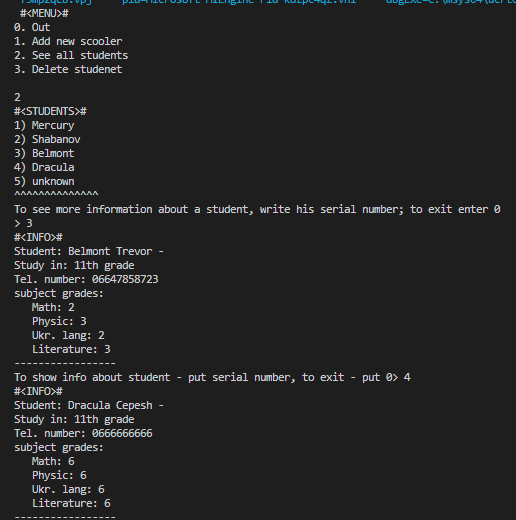 #<MENU>#
0. Out
1. Add new scooler
2. See all students
3. Delete studenet
2
#<STUDENTS>#
1) Mercury
2) Shabanov
3) Belmont
4) Dracula
5) unknown
^^^^^^^^^^^^^^
To see more information about a student, write his serial number; to exit enter 0
> 3
#<INFO>#
Student: Belmont Trevor -
Study in: 11th grade
Tel. number: 06647858723
subject grades:
Math: 2
Physic: 3
Ukr. lang: 2
Literature: 3
-----------------
To show info about student - put serial number, to exit - put 0> 4
#<INFO>#
Student: Dracula Cepesh -
Study in: 11th grade
Tel. number: 0666666666
subject grades:
Math: 6
Physic: 6
Ukr. lang: 6
Literature: 6
-----------------